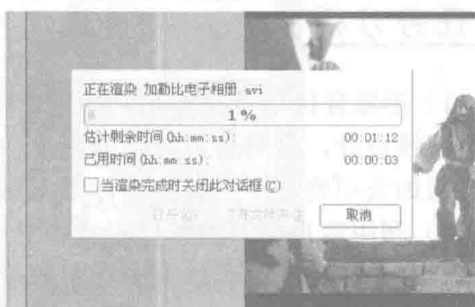 正在渲染 加勒比电子相册.avi
1 %
估计剩余时间(hh:mm:ss):
00:01:12
已用时间(hh:mm:ss):
00:00:03
当渲染完成时关闭此对话框(C)
取消